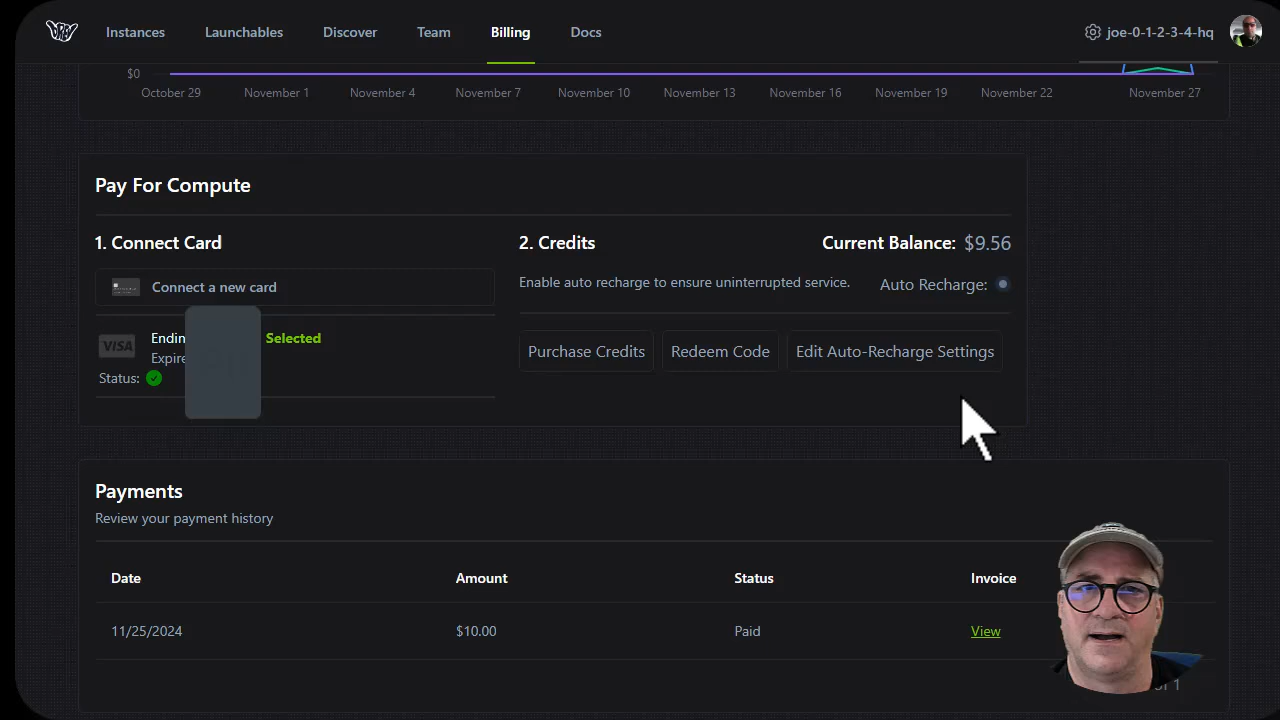 BREV
Instances Launchables Discover Team Billing Docs joe-0-1-2-3-4-hq
$0
October 29 November 1 November 4 November 7 November 10 November 13 November 16 November 19 November 22 November 27
Pay For Compute
1. Connect Card
Connect a new card
VISA Endin Selected
Expire
Status:
2. Credits Current Balance: $9.56
Enable auto recharge to ensure uninterrupted service. Auto Recharge:
Purchase Credits Redeem Code Edit Auto-Recharge Settings
Payments
Review your payment history
Date Amount Status Invoice
11/25/2024 $10.00 Paid View
of 1